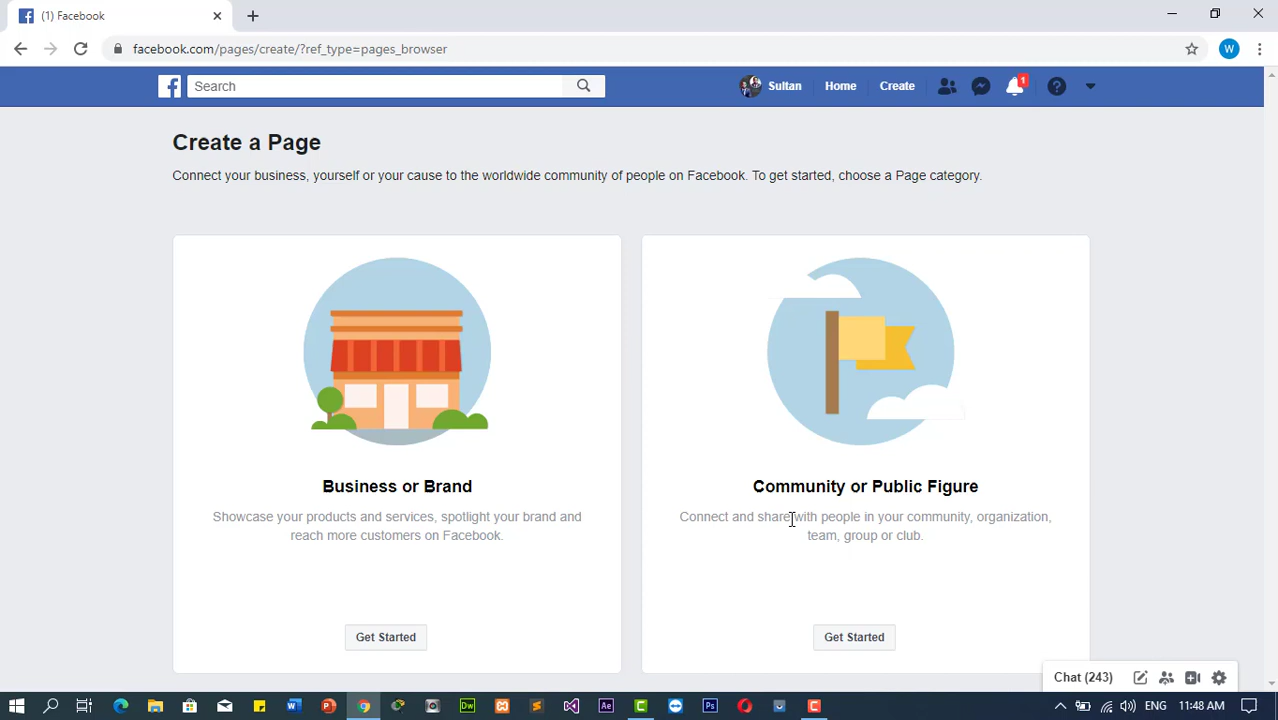 (1) Facebook
facebook.com/pages/create/?ref_type=pages_browser
W
Search
Sultan
Home
Create
1
Create a Page
Connect your business, yourself or your cause to the worldwide community of people on Facebook. To get started, choose a Page category.
Business or Brand
Showcase your products and services, spotlight your brand and
reach more customers on Facebook.
Get Started
Community or Public Figure
Connect and share with people in your community, organization,
team, group or club.
Get Started
Chat (243)
ENG
11:48 AM